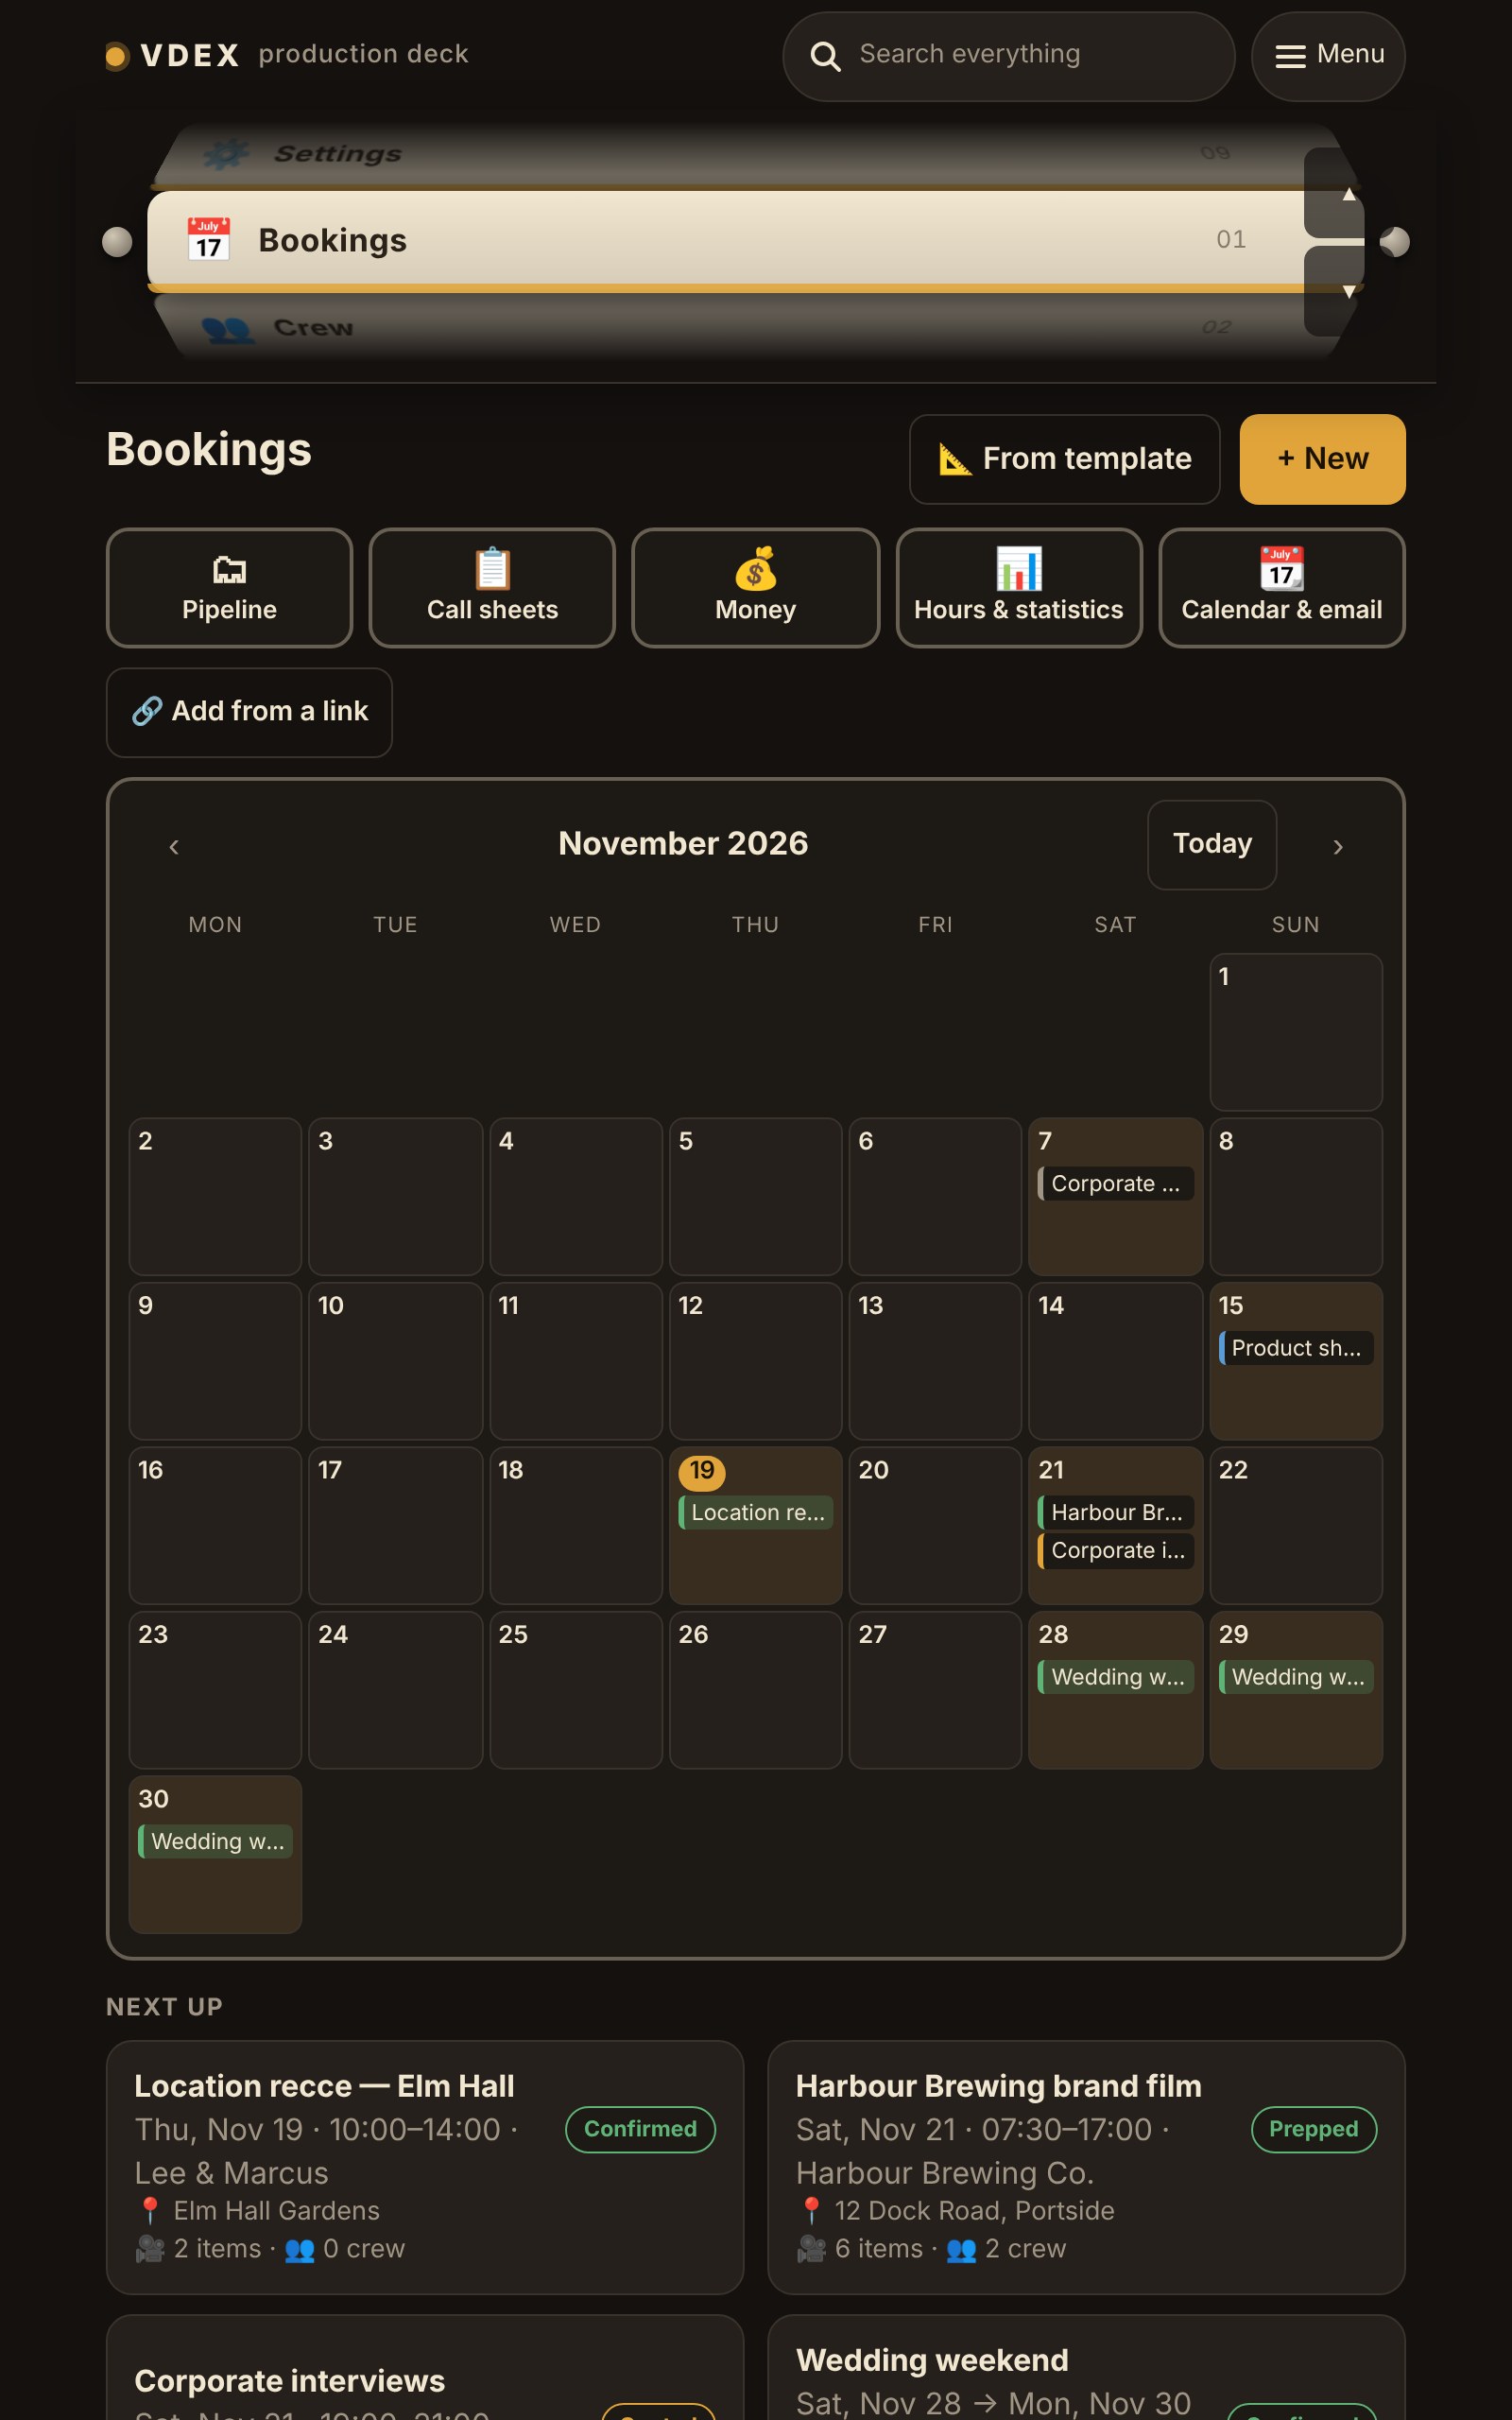 VDEX production deck
Search everything
Menu
Settings 09
Bookings 01
Crew 02
Bookings
From template
+ New
Pipeline
Call sheets
Money
Hours & statistics
Calendar & email
Add from a link
‹ November 2026 Today ›
MON TUE WED THU FRI SAT SUN
1
2 3 4 5 6 7 8
Corporate ...
9 10 11 12 13 14 15
Product sh...
16 17 18 19 20 21 22
Location re... Harbour Br...
Corporate i...
23 24 25 26 27 28 29
Wedding w... Wedding w...
30
Wedding w...
NEXT UP
Location recce — Elm Hall
Thu, Nov 19 · 10:00–14:00 ·
Lee & Marcus
Elm Hall Gardens
2 items · 0 crew
Confirmed
Harbour Brewing brand film
Sat, Nov 21 · 07:30–17:00 ·
Harbour Brewing Co.
12 Dock Road, Portside
6 items · 2 crew
Prepped
Corporate interviews
Wedding weekend
Sat, Nov 28 → Mon, Nov 30